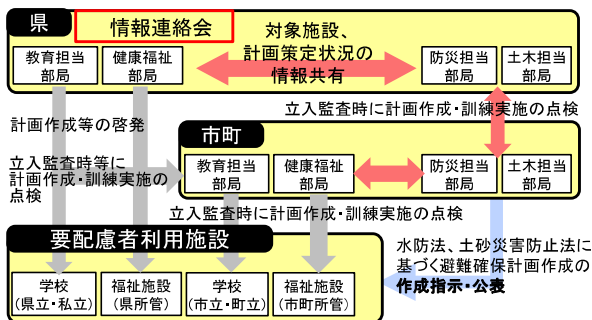 県
情報連絡会
教育担当
部局
健康福祉
部局
対象施設、
計画策定状況の
情報共有
防災担当
部局
土木担当
部局
立入監査時に計画作成・訓練実施の点検
計画作成等の啓発
市町
立入監査時等に
計画作成・訓練実施の
点検
教育担当
部局
健康福祉
部局
防災担当
部局
土木担当
部局
立入監査時に計画作成・訓練実施の点検
要配慮者利用施設
学校
(県立・私立)
福祉施設
(県所管)
学校
(市立・町立)
福祉施設
(市町所管)
水防法、土砂災害防止法に
基づく避難確保計画作成の
作成指示・公表